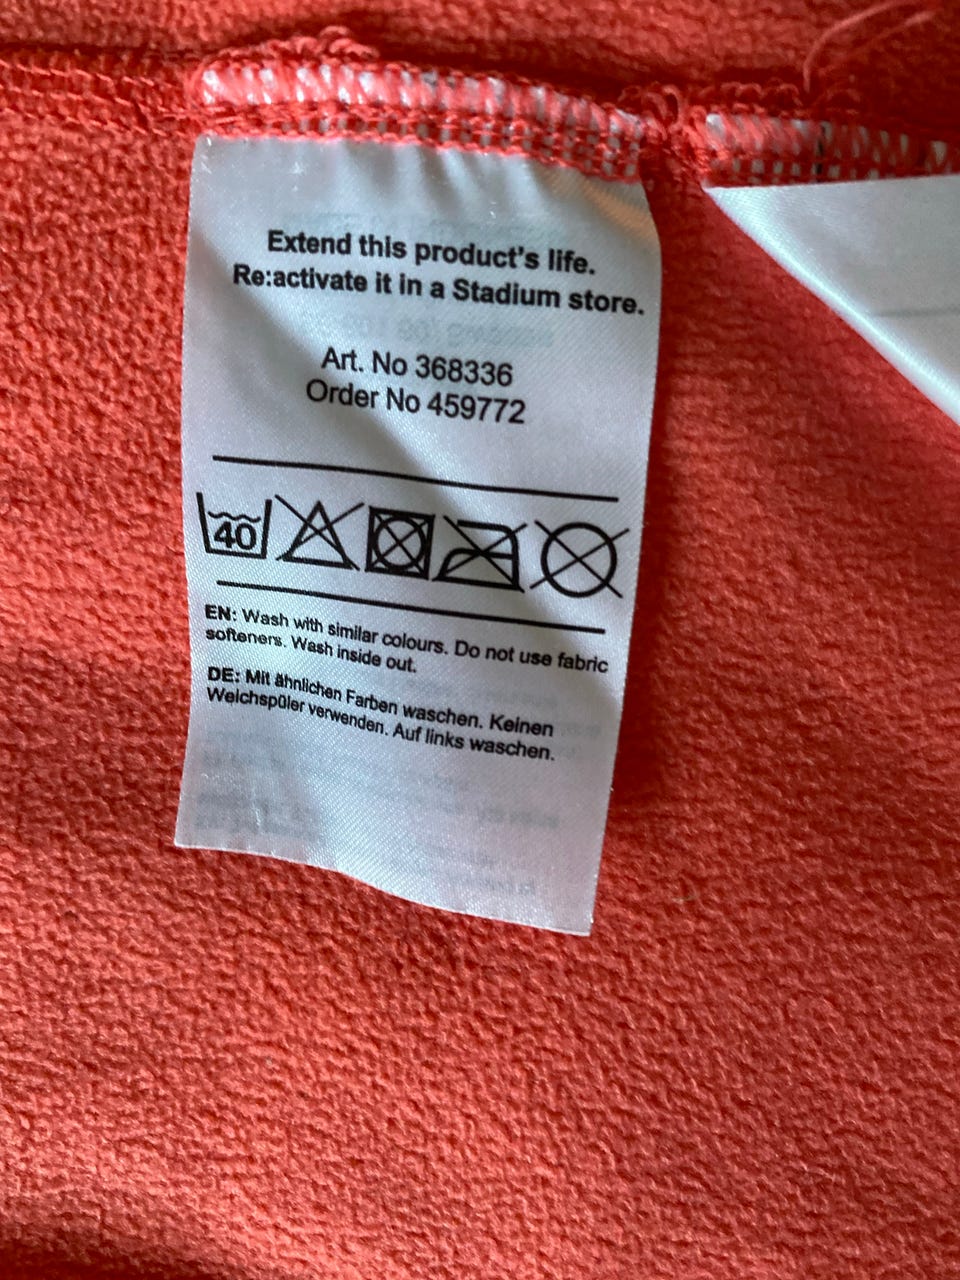 Extend this product's life.
Re:activate it in a Stadium store.
Art. No 368336
Order No 459772
40
EN: Wash with similar colours. Do not use fabric
softeners. Wash inside out.
DE: Mit ähnlichen Farben waschen. Keinen
Weichspüler verwenden. Auf links waschen.